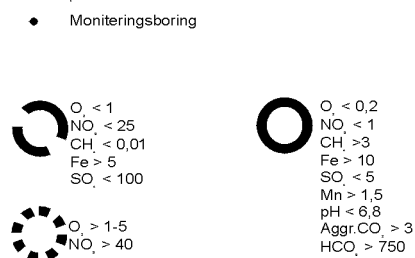 Moniteringsboring
O₂ < 1
NO₃ < 25
CH₄ < 0,01
Fe > 5
SO₄ < 100
O₂ > 1-5
NO₃ > 40
O₂ < 0,2
NO₃ < 1
CH₄ >3
Fe > 10
SO₄ < 5
Mn > 1,5
pH < 6,8
Aggr.CO₂ > 3
HCO₃ > 750